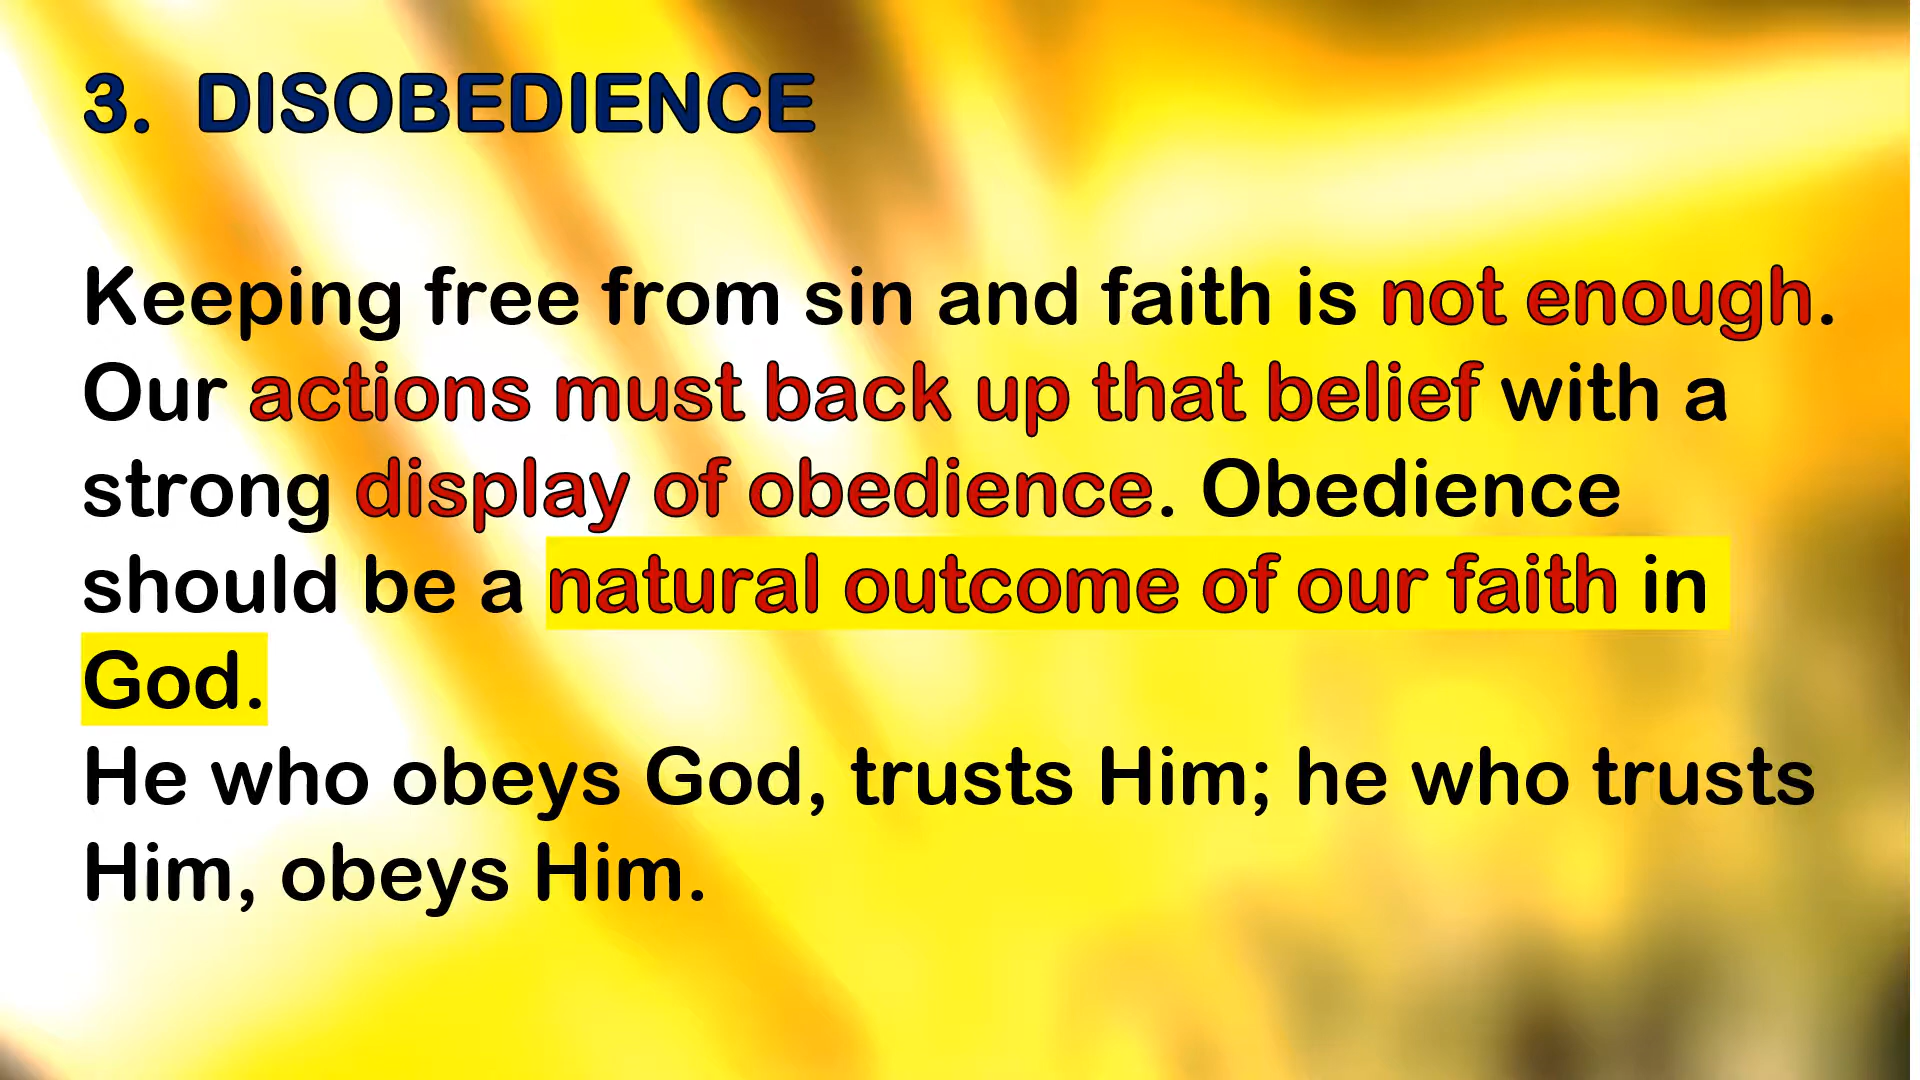 3. DISOBEDIENCE
Keeping free from sin and faith is not enough.
Our actions must back up that belief with a
strong display of obedience. Obedience
should be a natural outcome of our faith in
God.
He who obeys God, trusts Him; he who trusts
Him, obeys Him.